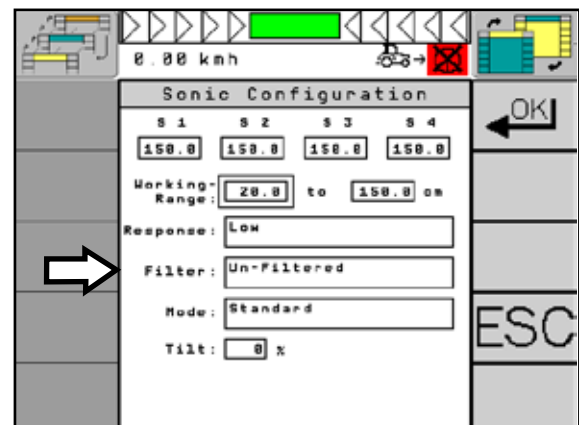 0.00 kmh
Sonic Configuration
S 1 S 2 S 3 S 4
150.0 150.0 150.0 150.0
Working-
Range: 20.0 to 150.0 cm
Response: Low
Filter: Un-Filtered
Mode: Standard
Tilt: 0 %
OK
ESC